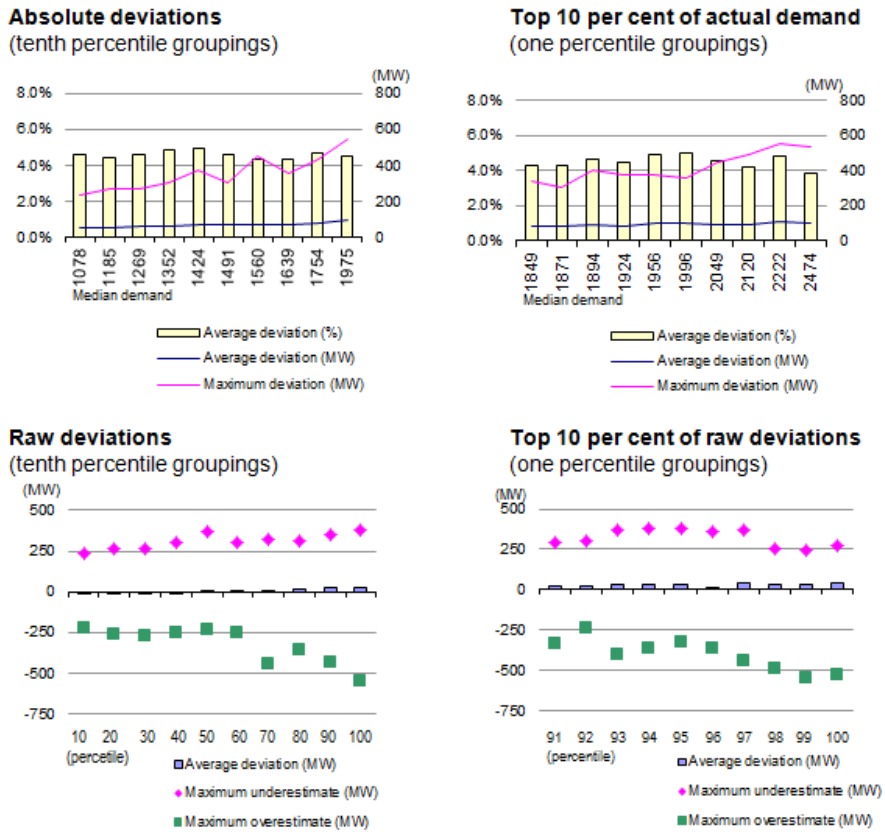 Absolute deviations
(tenth percentile groupings)
(MW)
8.0% 800
6.0% 600
4.0% 400
2.0% 200
0.0% 0
1078 1185 1269 1352 1424 1491 1560 1639 1754 1975
Median demand
Average deviation (%)
Average deviation (MW)
Maximum deviation (MW)
Top 10 per cent of actual demand
(one percentile groupings)
(MW)
8.0% 800
6.0% 600
4.0% 400
2.0% 200
0.0% 0
1849 1871 1894 1924 1956 1996 2049 2120 2222 2474
Median demand
Average deviation (%)
Average deviation (MW)
Maximum deviation (MW)
Raw deviations
(tenth percentile groupings)
(MW)
500
250
0
-250
-500
-750
10 20 30 40 50 60 70 80 90 100
(percetile)
Average deviation (MW)
Maximum underestimate (MW)
Maximum overestimate (MW)
Top 10 per cent of raw deviations
(one percentile groupings)
(MW)
500
250
0
-250
-500
-750
91 92 93 94 95 96 97 98 99 100
(percentile)
Average deviation (MW)
Maximum underestimate (MW)
Maximum overestimate (MW)